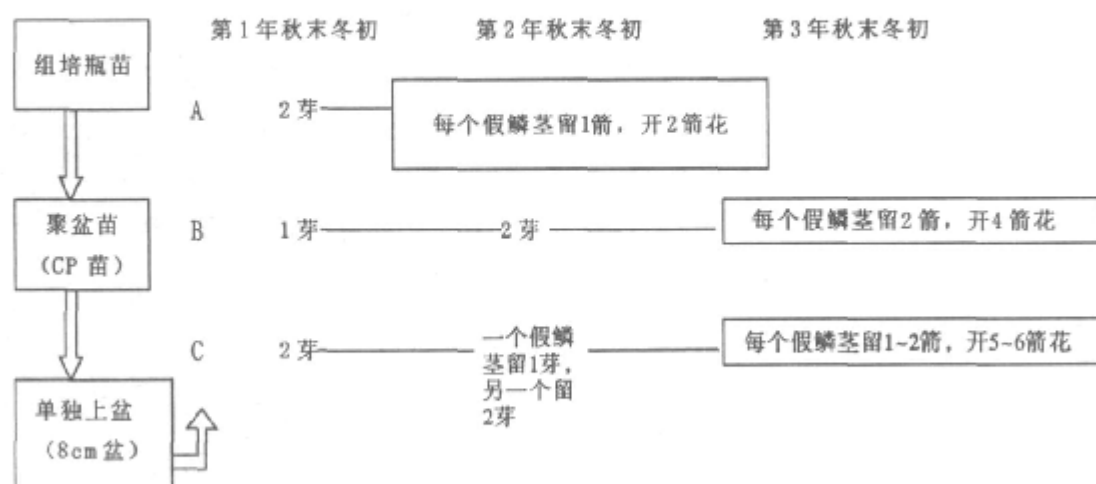 第1年秋末冬初 第2年秋末冬初 第3年秋末冬初
组培瓶苗
A 2芽 每个假鳞茎留1箭，开2箭花
聚盆苗
（CP 苗）
B 1芽 2芽 每个假鳞茎留2箭，开4箭花
C 2芽 一个假鳞
茎留1芽，
另一个留
2芽
每个假鳞茎留1~2箭，开5~6箭花
单独上盆
（8cm盆）